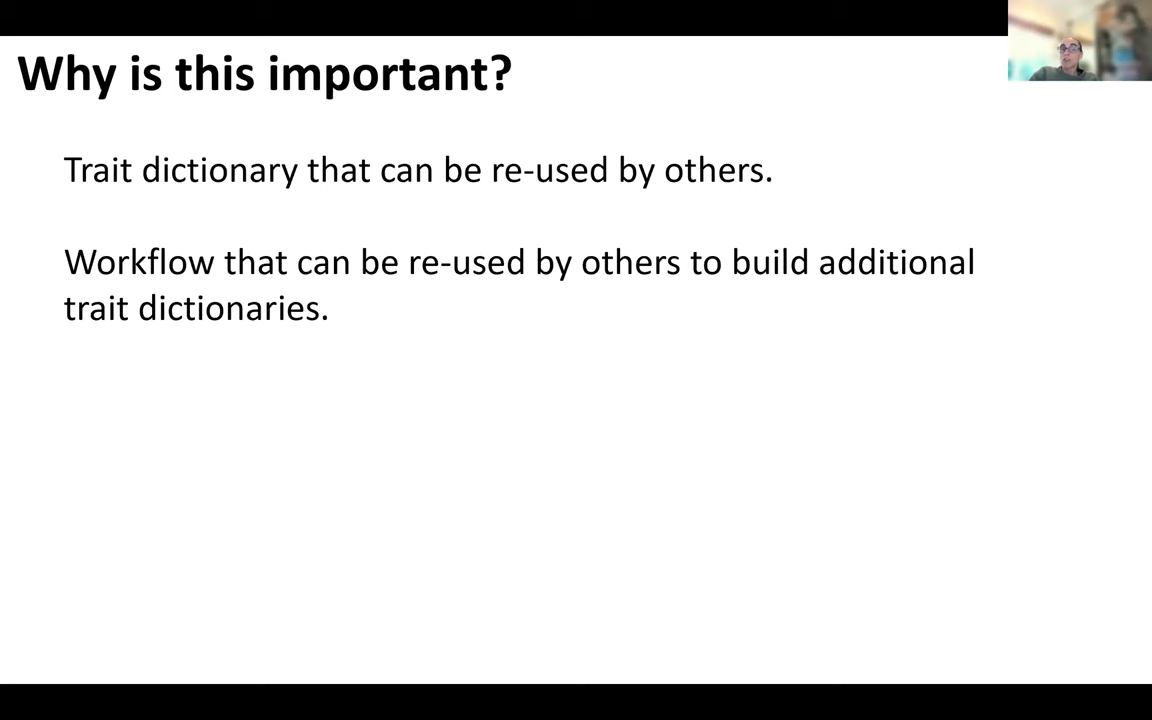 Why is this important?
Trait dictionary that can be re-used by others.
Workflow that can be re-used by others to build additional
trait dictionaries.